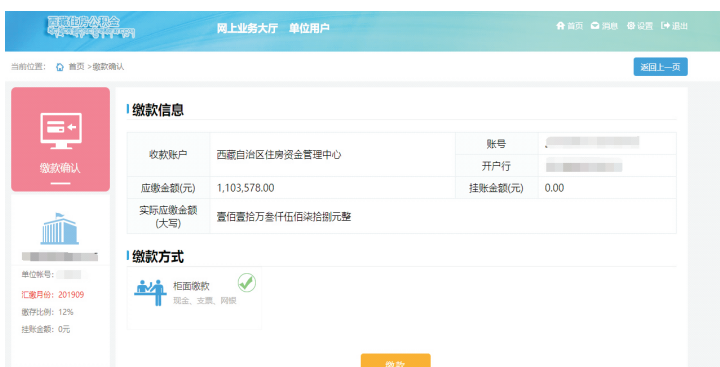 西藏住房公积金
网上业务大厅 单位用户
首页 消息 设置 退出
当前位置： 首页 >缴款确认
返回上一页
缴款确认
单位帐号：
汇缴月份：201909
缴存比例：12%
挂账金额：0元
缴款信息
收款账户 西藏自治区住房资金管理中心 账号
开户行
应缴金额(元) 1,103,578.00 挂账金额(元) 0.00
实际应缴金额
(大写) 壹佰壹拾万叁仟伍佰柒拾捌元整
缴款方式
柜面缴款
现金、支票、网银
缴款